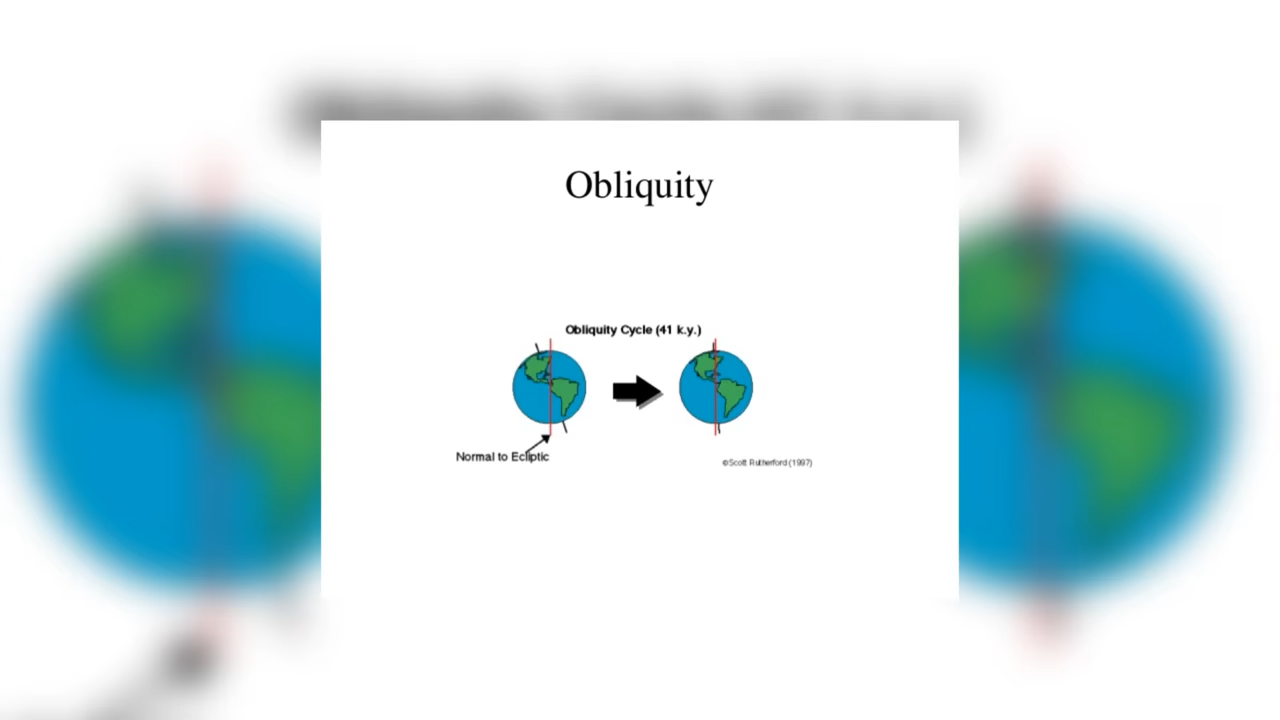 Obliquity
Obliquity Cycle (41 k.y.)
Normal to Ecliptic
©Scott Rutherford (1997)